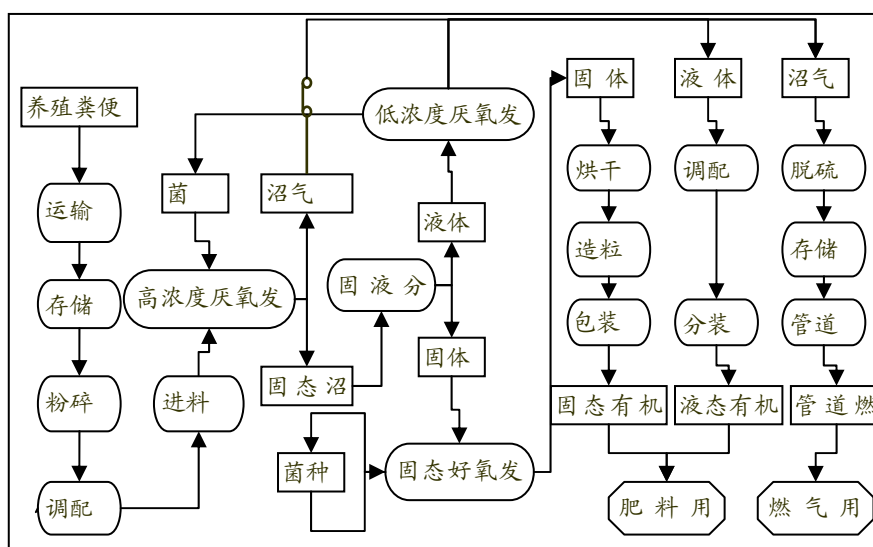 养殖粪便
运输
存储
粉碎
调配
进料
高浓度厌氧发
菌
沼气
固态沼
固液分
液体
固体
低浓度厌氧发
菌种
固态好氧发
固体
烘干
造粒
包装
固态有机
液体
调配
分装
液态有机
肥料用
沼气
脱硫
存储
管道
管道燃
燃气用